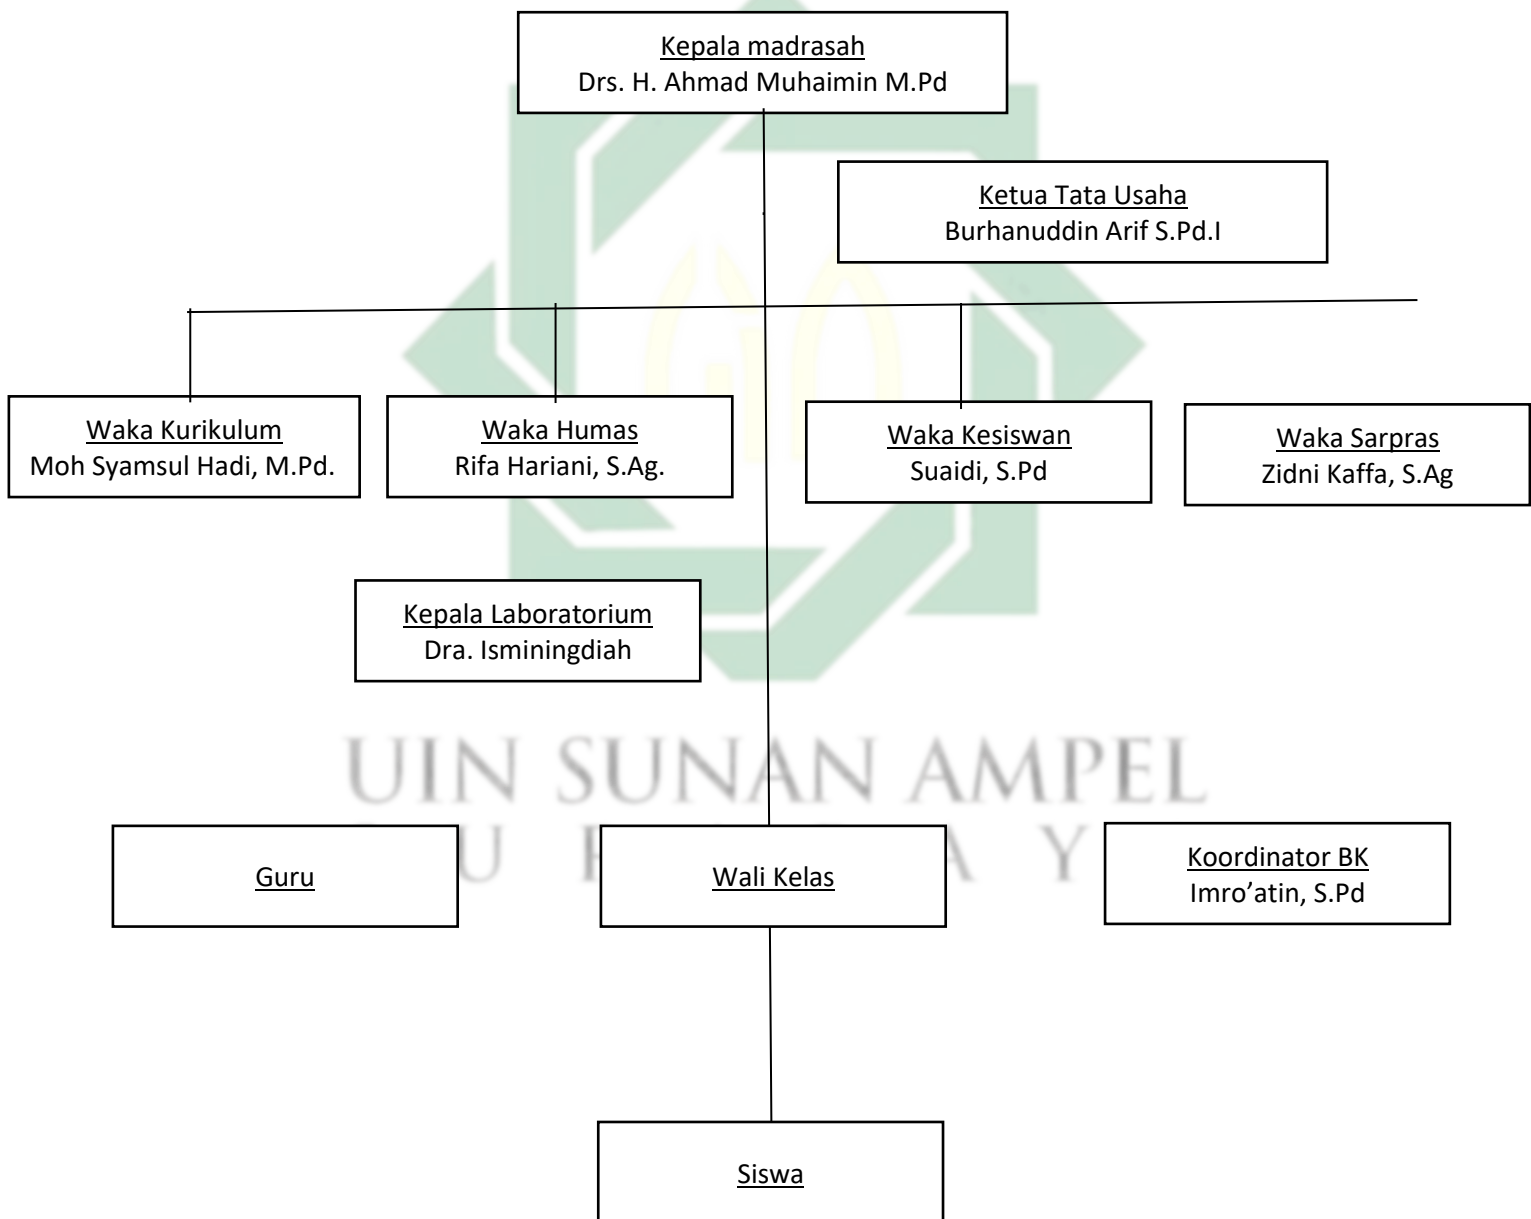 Kepala madrasah
Drs. H. Ahmad Muhaimin M.Pd
Ketua Tata Usaha
Burhanuddin Arif S.Pd.I
Waka Kurikulum
Moh Syamsul Hadi, M.Pd.
Waka Humas
Rifa Hariani, S.Ag.
Waka Kesiswan
Suaidi, S.Pd
Waka Sarpras
Zidni Kaffa, S.Ag
Kepala Laboratorium
Dra. Isminingdiah
UIN SUNAN AMPEL
Guru
Wali Kelas
Koordinator BK
Imro’atin, S.Pd
Siswa